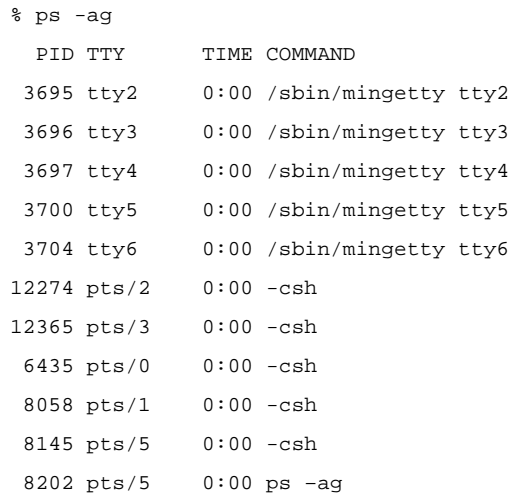 % ps -ag
PID TTY TIME COMMAND
3695 tty2 0:00 /sbin/mingetty tty2
3696 tty3 0:00 /sbin/mingetty tty3
3697 tty4 0:00 /sbin/mingetty tty4
3700 tty5 0:00 /sbin/mingetty tty5
3704 tty6 0:00 /sbin/mingetty tty6
12274 pts/2 0:00 -csh
12365 pts/3 0:00 -csh
6435 pts/0 0:00 -csh
8058 pts/1 0:00 -csh
8145 pts/5 0:00 -csh
8202 pts/5 0:00 ps -ag